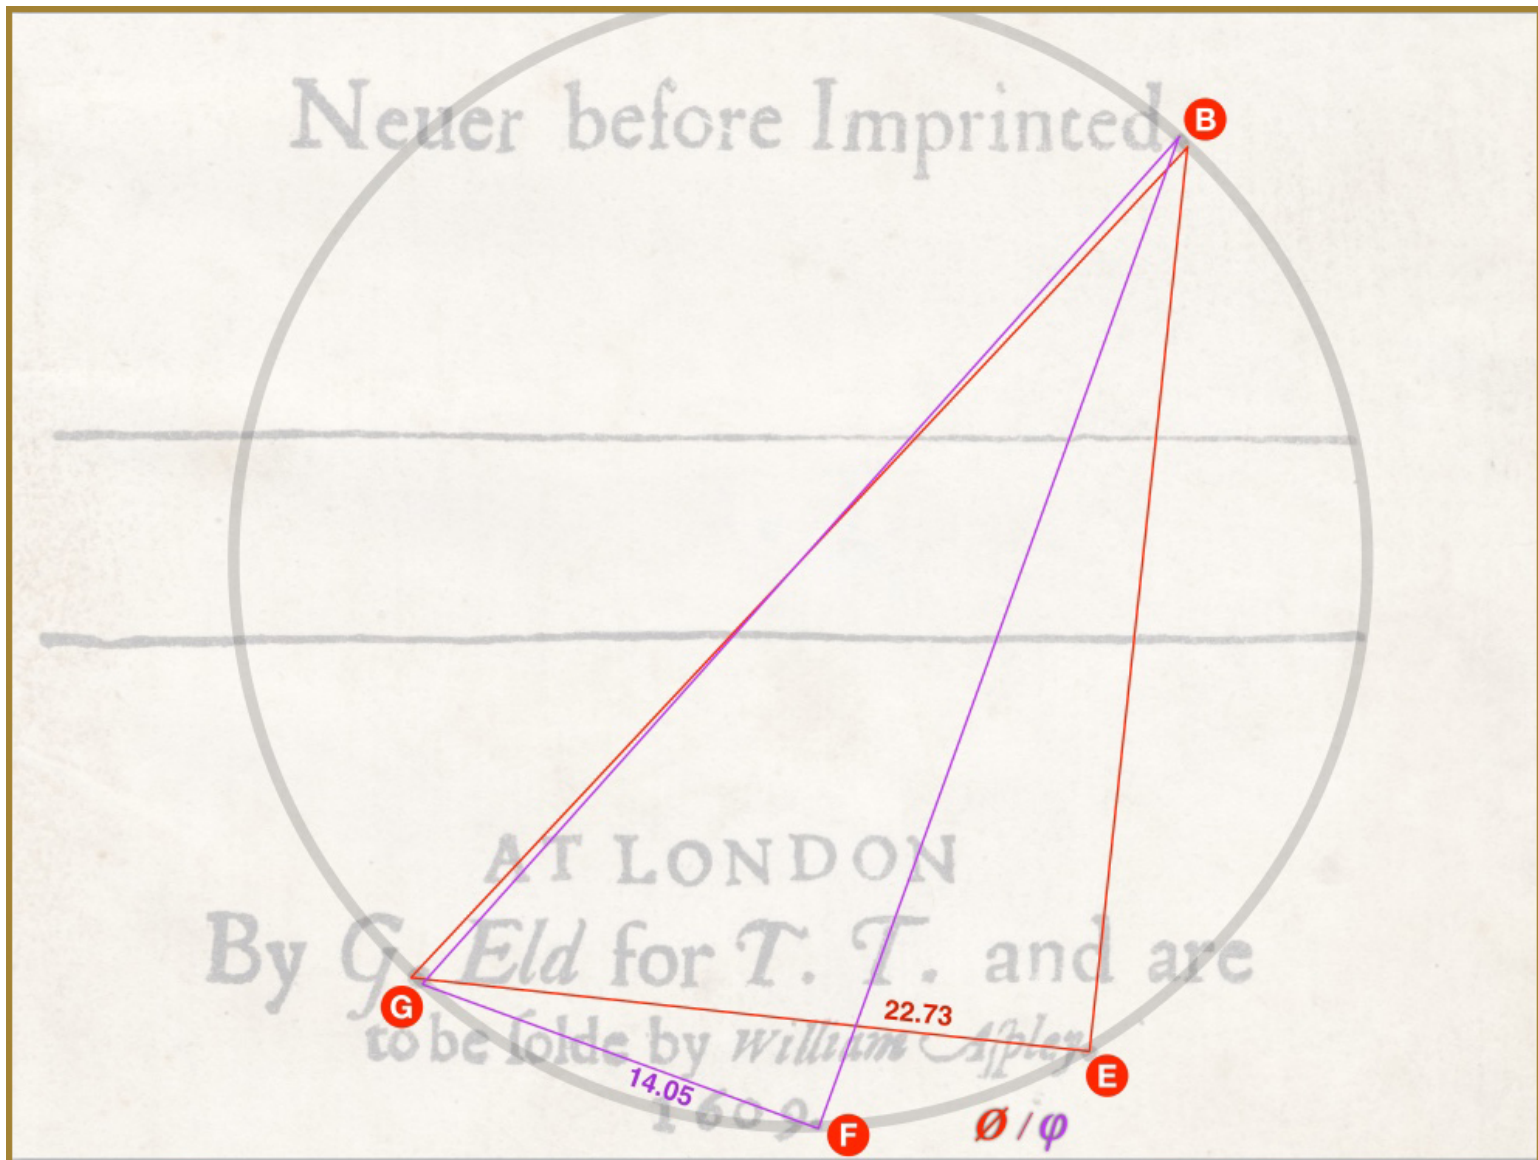 Neuer before Imprinted.
B
AT LONDON
By G. Eld for T. T. and are
G
22.73
to be ſolde by William Aſpley.
E
14.05
1609.
F
Ø / φ